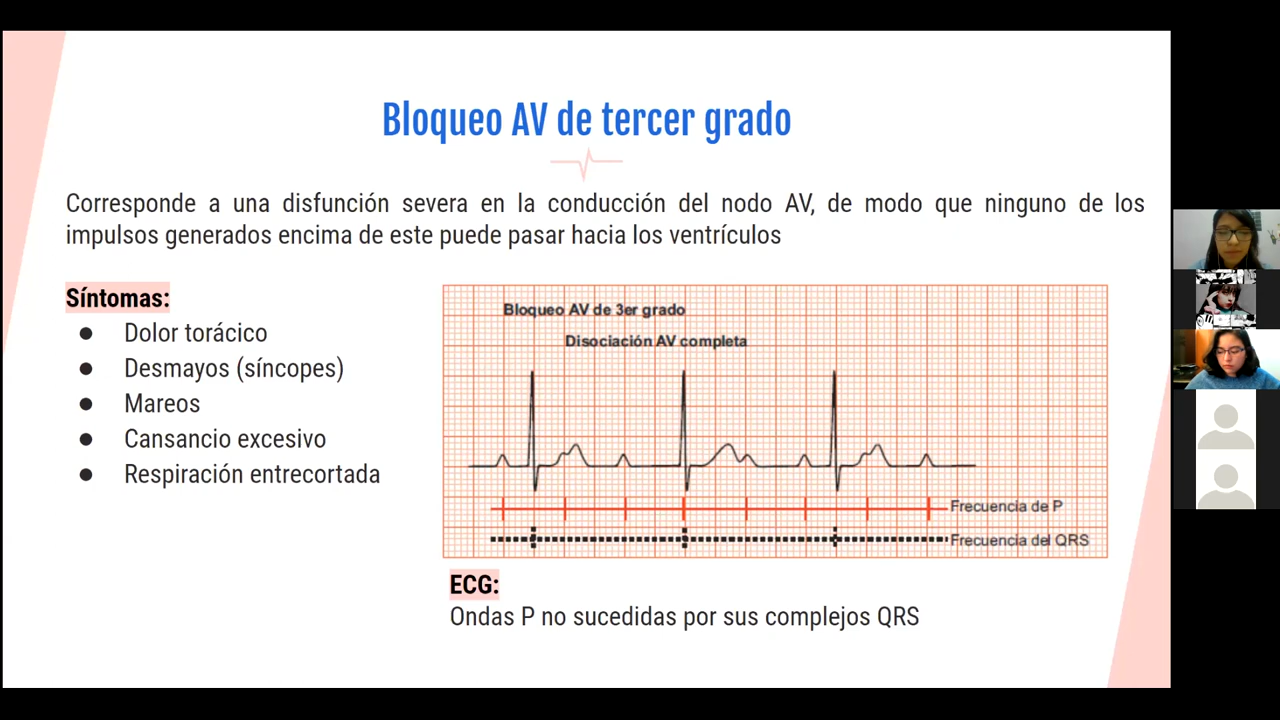 Bloqueo AV de tercer grado
Corresponde a una disfunción severa en la conducción del nodo AV, de modo que ninguno de los
impulsos generados encima de este puede pasar hacia los ventrículos
Síntomas:
● Dolor torácico
● Desmayos (síncopes)
● Mareos
● Cansancio excesivo
● Respiración entrecortada
Bloqueo AV de 3er grado
Disociación AV completa
Frecuencia de P
Frecuencia del QRS
ECG:
Ondas P no sucedidas por sus complejos QRS